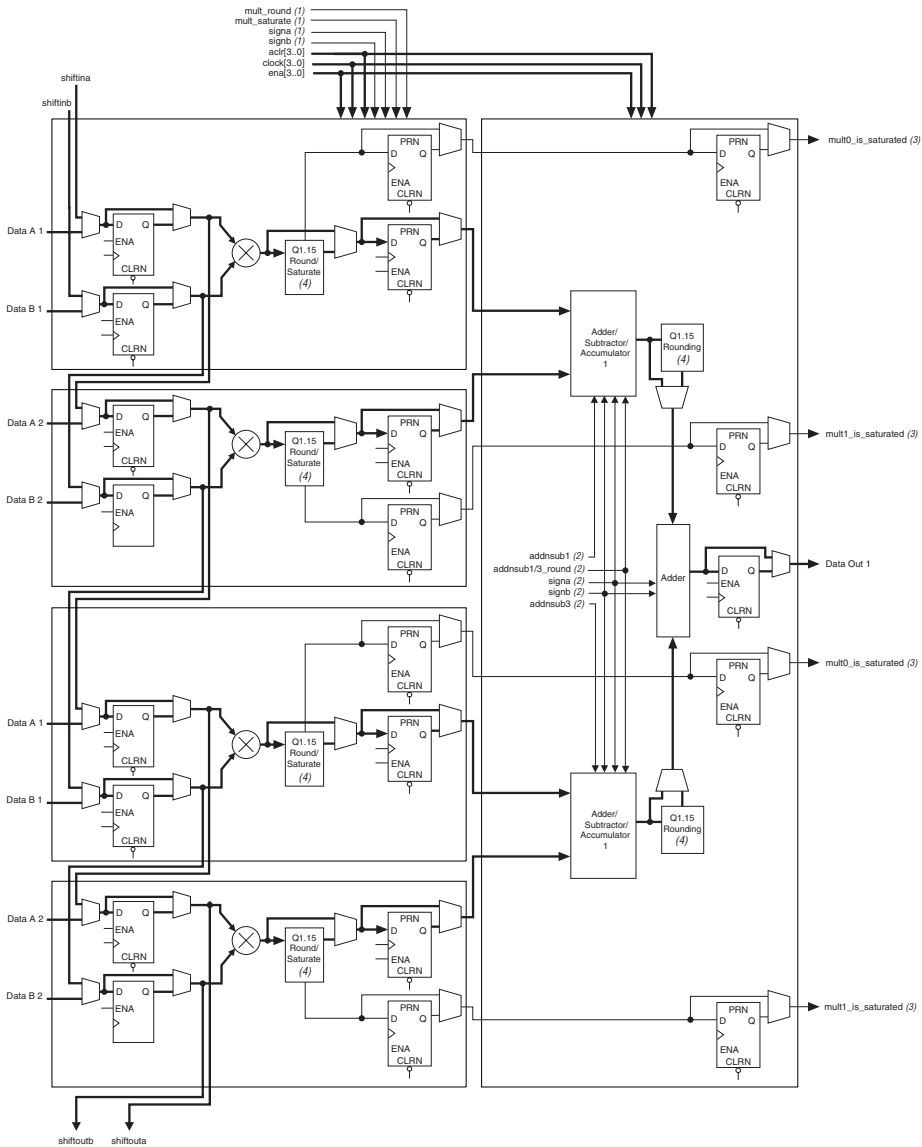 mult_round (1)
mult_saturate (1)
signa (1)
signb (1)
aclr[3..0]
clock[3..0]
ena[3..0]
shiftina
shiftinb
PRN
D Q
ENA
CLRN
mult0_is_saturated (3)
PRN
D Q
ENA
CLRN
Data A 1
D Q
ENA
CLRN
Q1.15
Round/
Saturate
(4)
PRN
D Q
ENA
CLRN
Data B 1
D Q
ENA
CLRN
Adder/
Subtractor/
Accumulator
1
Q1.15
Rounding
(4)
Data A 2
D Q
ENA
CLRN
Q1.15
Round/
Saturate
(4)
PRN
D Q
ENA
CLRN
PRN
D Q
ENA
CLRN
mult1_is_saturated (3)
Data B 2
D Q
ENA
PRN
D Q
ENA
CLRN
addnsub1 (2)
addnsub1/3_round (2)
signa (2)
signb (2)
addnsub3 (2)
Adder
D Q
ENA
CLRN
Data Out 1
PRN
D Q
ENA
CLRN
PRN
D Q
ENA
CLRN
mult0_is_saturated (3)
Data A 1
D Q
ENA
CLRN
Q1.15
Round/
Saturate
(4)
PRN
D Q
ENA
CLRN
Data B 1
D Q
ENA
CLRN
Adder/
Subtractor/
Accumulator
1
Q1.15
Rounding
(4)
Data A 2
D Q
ENA
CLRN
Q1.15
Round/
Saturate
(4)
PRN
D Q
ENA
CLRN
Data B 2
D Q
ENA
PRN
D Q
ENA
CLRN
PRN
D Q
ENA
CLRN
mult1_is_saturated (3)
shiftoutb
shiftouta